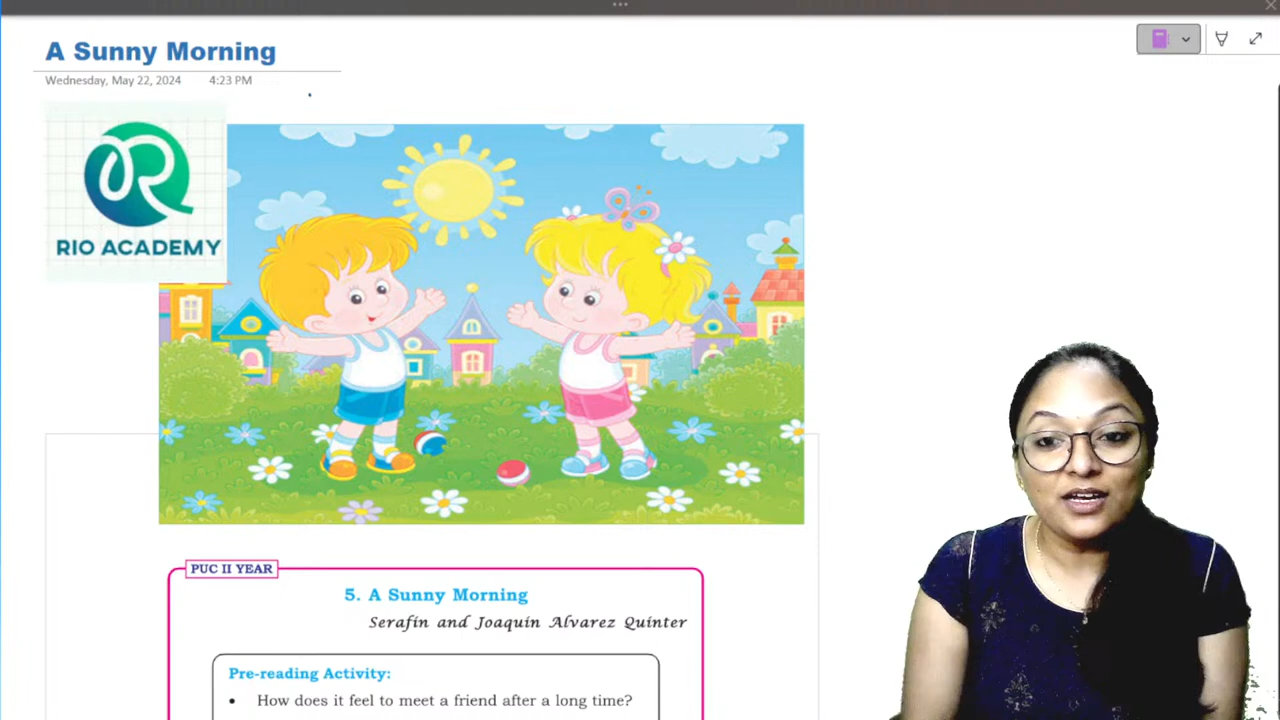 A Sunny Morning
Wednesday, May 22, 2024 4:23 PM
RIO ACADEMY
PUC II YEAR
5. A Sunny Morning
Serafin and Joaquin Alvarez Quinter
Pre-reading Activity:
• How does it feel to meet a friend after a long time?